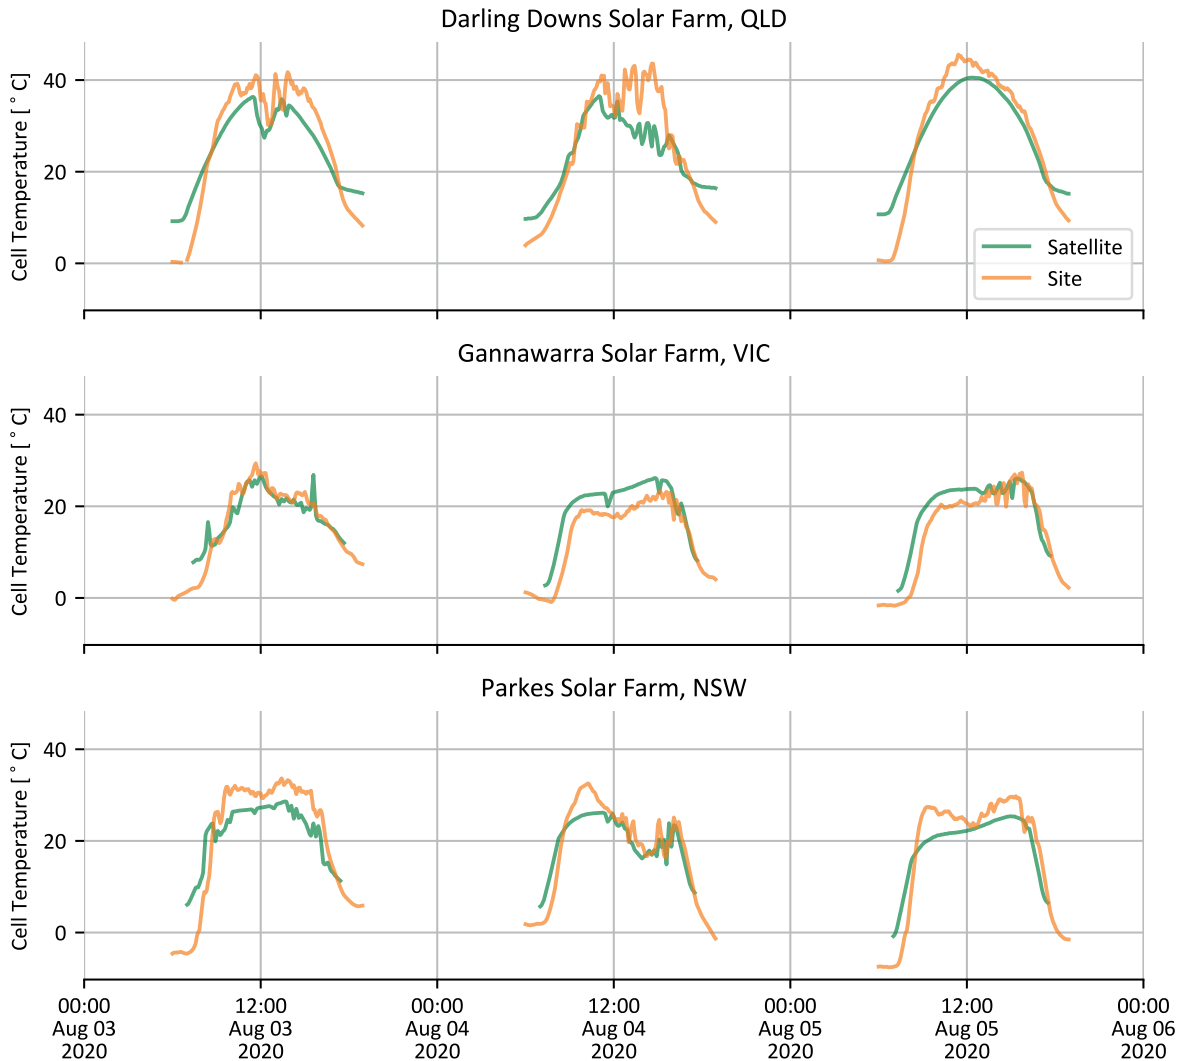 Darling Downs Solar Farm, QLD
Cell Temperature [°C]
40
20
0
Satellite
Site
Gannawarra Solar Farm, VIC
Cell Temperature [°C]
40
20
0
Parkes Solar Farm, NSW
Cell Temperature [°C]
40
20
0
00:00 12:00 00:00 12:00 00:00 12:00 00:00
Aug 03 Aug 03 Aug 04 Aug 04 Aug 05 Aug 05 Aug 06
2020 2020 2020 2020 2020 2020 2020